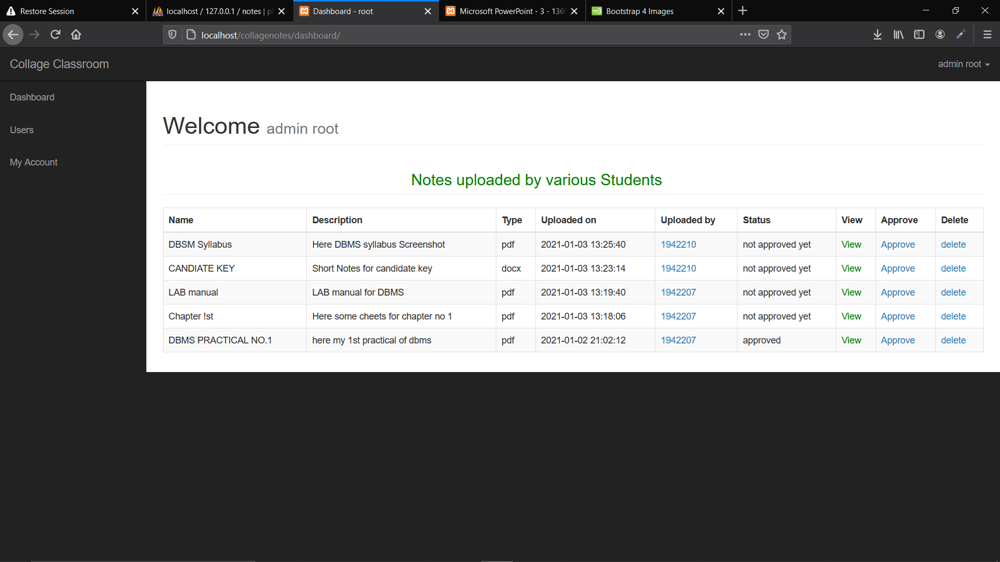 Restore Session
localhost / 127.0.0.1 / notes | ph
Dashboard - root
Microsoft PowerPoint - 3 - 1369
Bootstrap 4 Images
localhost/collagenotes/dashboard/
Collage Classroom
admin root
Dashboard
Users
My Account
Welcome admin root
Notes uploaded by various Students
Name Description Type Uploaded on Uploaded by Status View Approve Delete
DBSM Syllabus Here DBMS syllabus Screenshot pdf 2021-01-03 13:25:40 1942210 not approved yet View Approve delete
CANDIATE KEY Short Notes for candidate key docx 2021-01-03 13:23:14 1942210 not approved yet View Approve delete
LAB manual LAB manual for DBMS pdf 2021-01-03 13:19:40 1942207 not approved yet View Approve delete
Chapter !st Here some cheets for chapter no 1 pdf 2021-01-03 13:18:06 1942207 not approved yet View Approve delete
DBMS PRACTICAL NO.1 here my 1st practical of dbms pdf 2021-01-02 21:02:12 1942207 approved View Approve delete